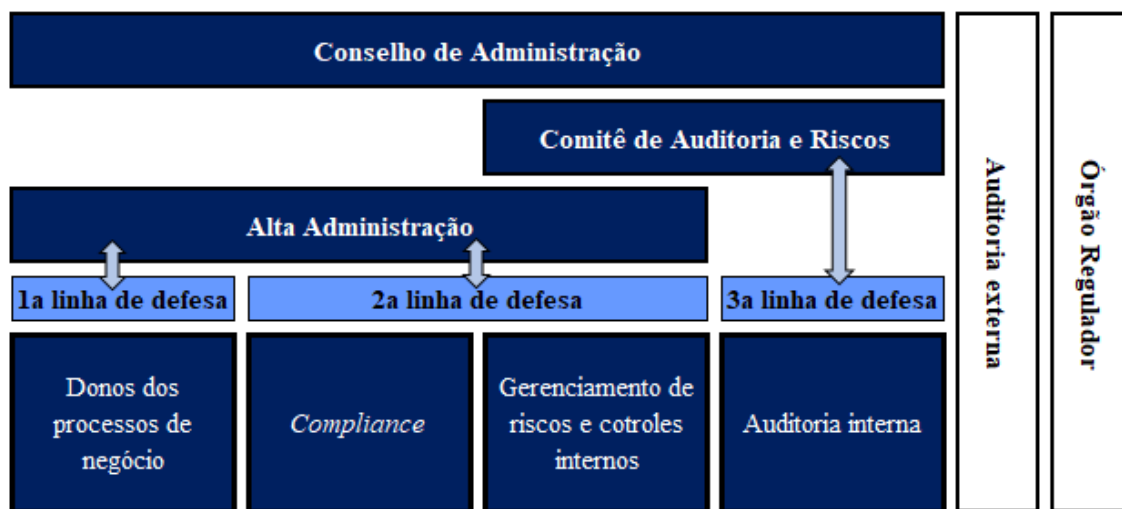 Conselho de Administração
Comitê de Auditoria e Riscos
Alta Administração
1a linha de defesa
2a linha de defesa
3a linha de defesa
Donos dos
processos de
negócio
Compliance
Gerenciamento de
riscos e cotroles
internos
Auditoria interna
Auditoria externa
Órgão Regulador